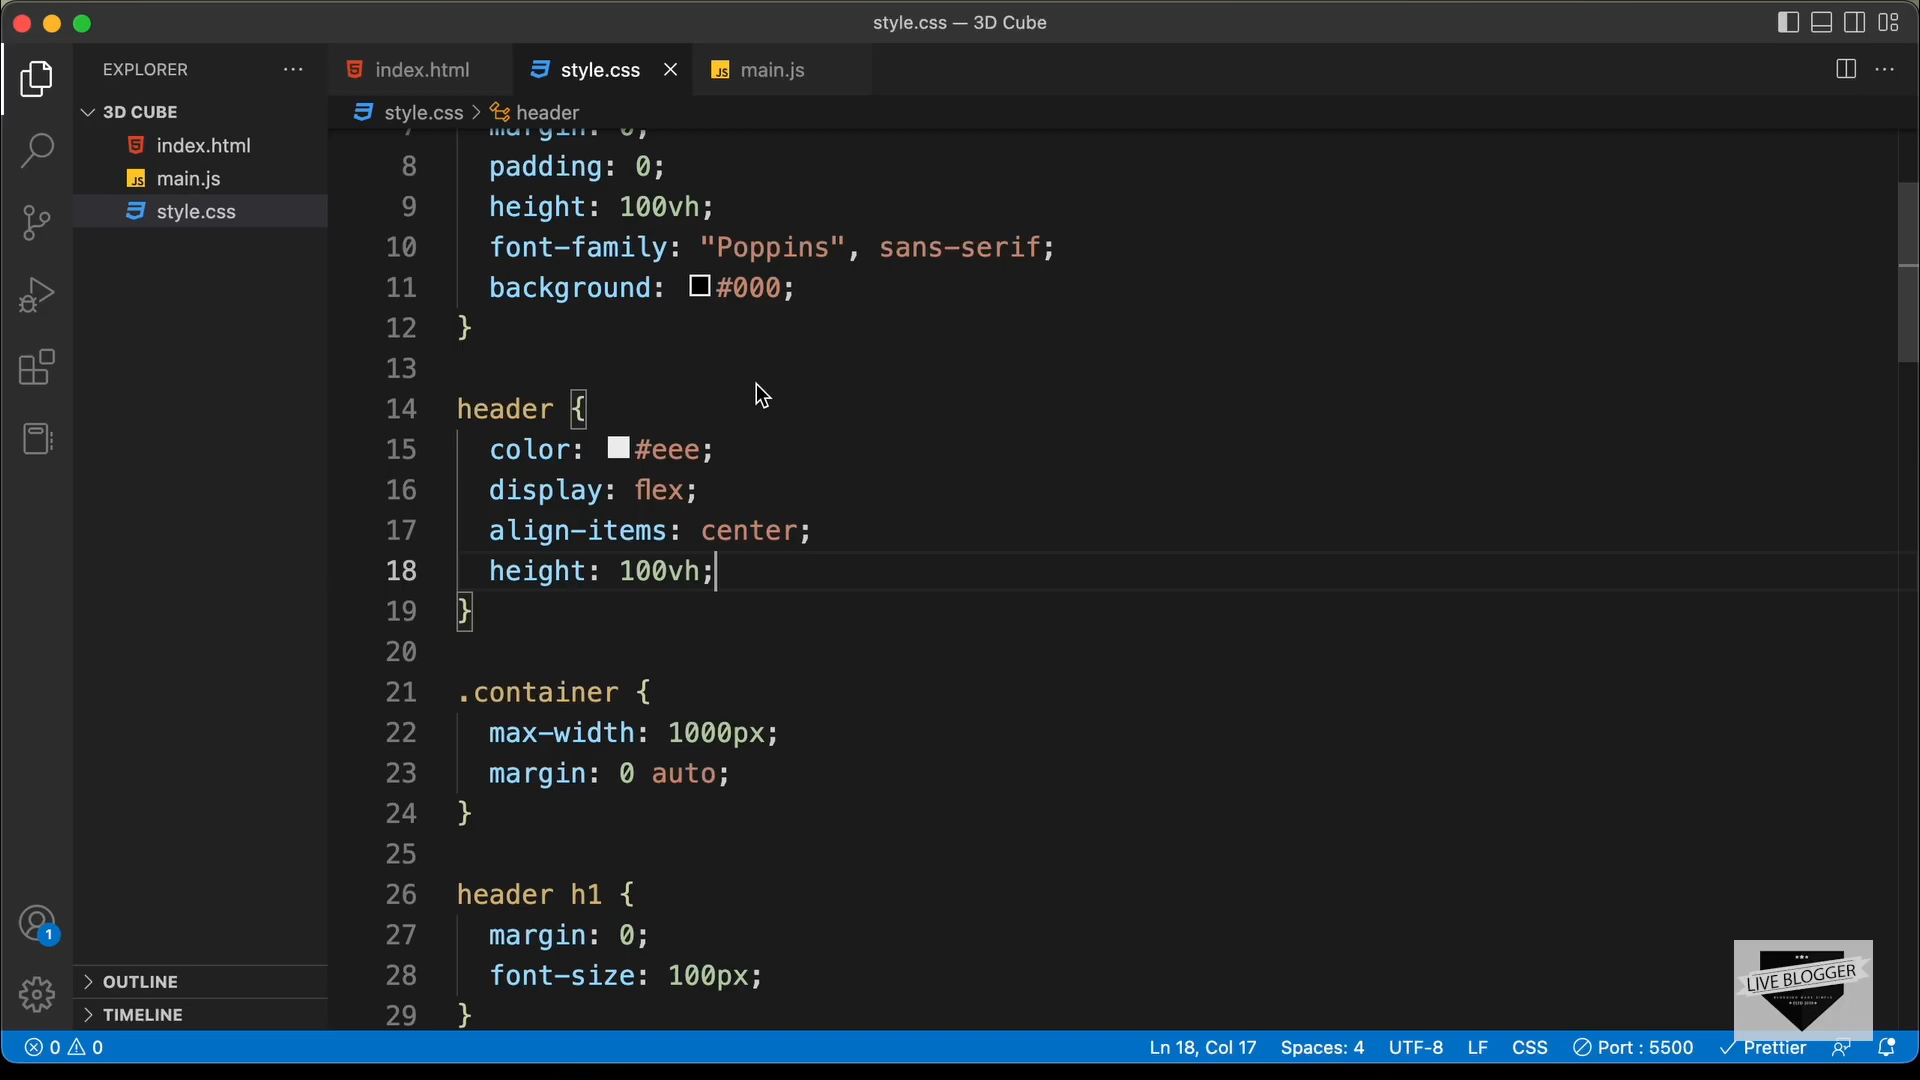 style.css — 3D Cube
EXPLORER
index.html
style.css
main.js
style.css > header
3D CUBE
index.html
main.js
style.css
7 margin: 0;
8 padding: 0;
9 height: 100vh;
10 font-family: "Poppins", sans-serif;
11 background: #000;
12 }
13
14 header {
15 color: #eee;
16 display: flex;
17 align-items: center;
18 height: 100vh;
19 }
20
21 .container {
22 max-width: 1000px;
23 margin: 0 auto;
24 }
25
26 header h1 {
27 margin: 0;
28 font-size: 100px;
29 }
1
OUTLINE
TIMELINE
LIVE BLOGGER
0 0
Ln 18, Col 17
Spaces: 4
UTF-8
LF
CSS
Port : 5500
Prettier